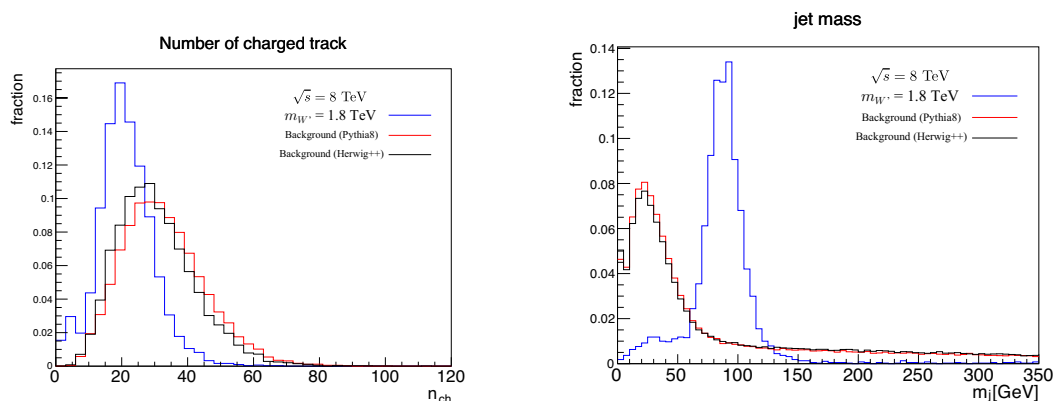 Number of charged track
fraction
√s = 8 TeV
m_W' = 1.8 TeV
Background (Pythia8)
Background (Herwig++)
0.16
0.14
0.12
0.1
0.08
0.06
0.04
0.02
0
0 20 40 60 80 100 120
n_ch
jet mass
fraction
√s = 8 TeV
m_W' = 1.8 TeV
Background (Pythia8)
Background (Herwig++)
0.14
0.12
0.1
0.08
0.06
0.04
0.02
0
0 50 100 150 200 250 300 350
m_j[GeV]